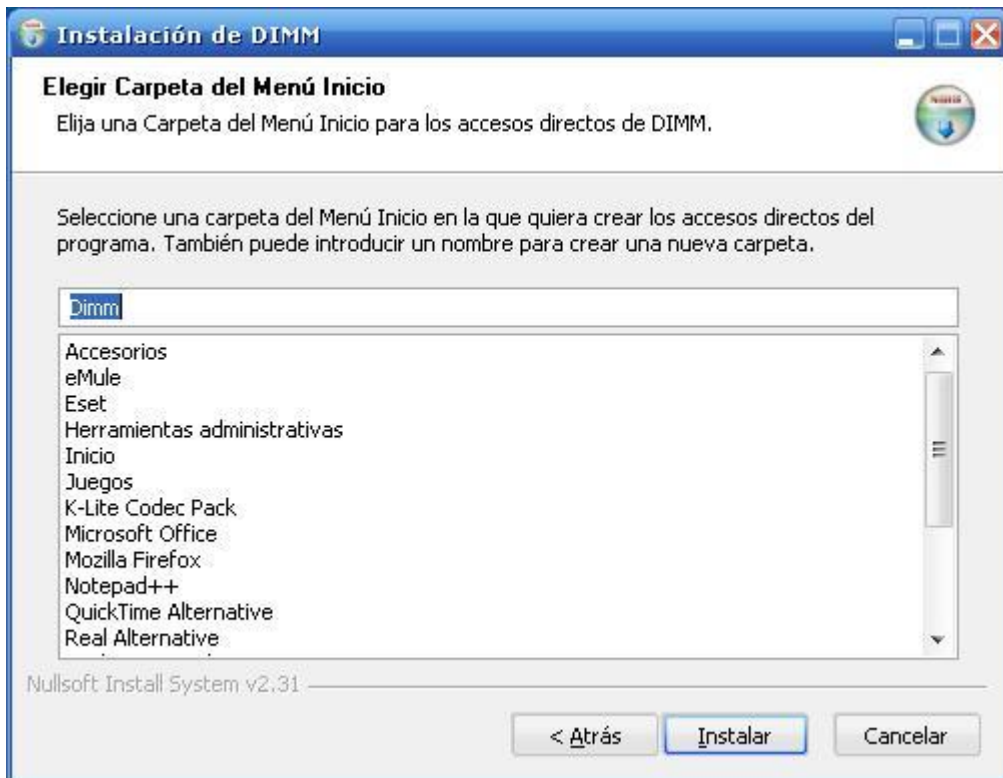 Instalación de DIMM
Elegir Carpeta del Menú Inicio
Elija una Carpeta del Menú Inicio para los accesos directos de DIMM.
Seleccione una carpeta del Menú Inicio en la que quiera crear los accesos directos del
programa. También puede introducir un nombre para crear una nueva carpeta.
Dimm
Accesorios
eMule
Eset
Herramientas administrativas
Inicio
Juegos
K-Lite Codec Pack
Microsoft Office
Mozilla Firefox
Notepad++
QuickTime Alternative
Real Alternative
Nullsoft Install System v2.31
< Atrás Instalar Cancelar